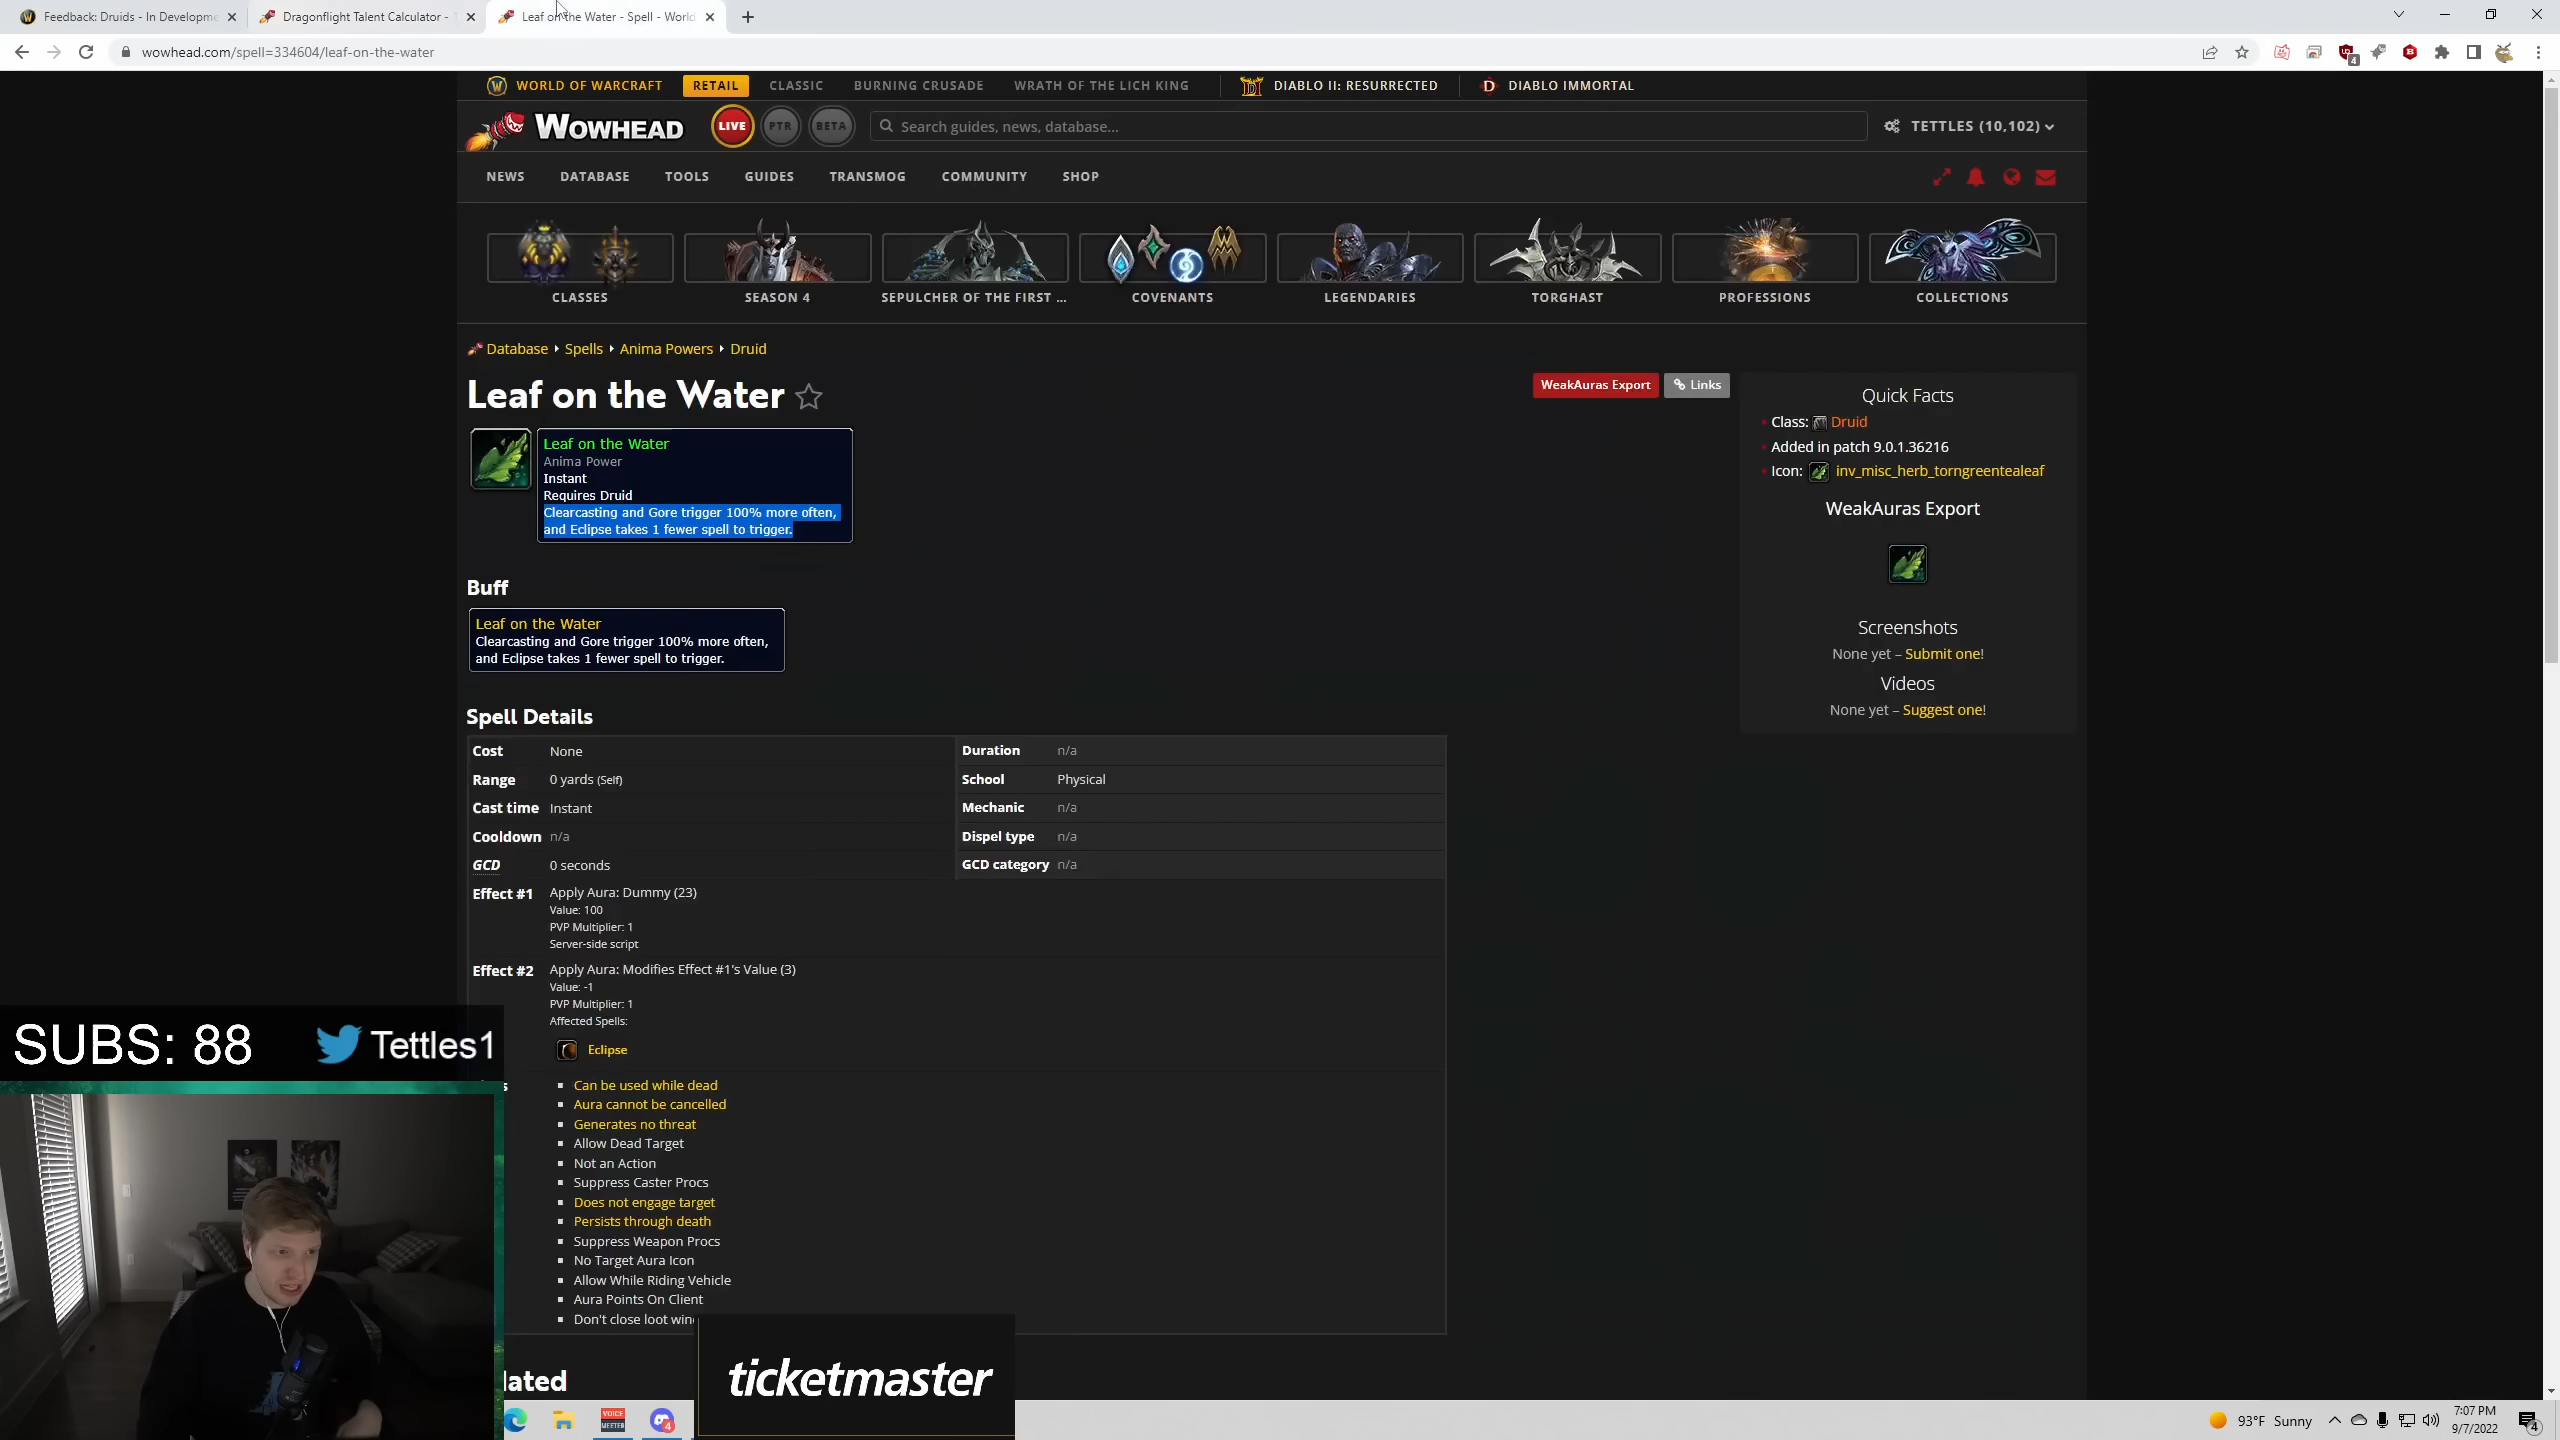 Feedback: Druids - In Developme
Dragonflight Talent Calculator -
Leaf on the Water - Spell - World
wowhead.com/spell=334604/leaf-on-the-water
4
WORLD OF WARCRAFT
RETAIL
CLASSIC
BURNING CRUSADE
WRATH OF THE LICH KING
DIABLO II: RESURRECTED
DIABLO IMMORTAL
WOWHEAD
LIVE
PTR
BETA
Search guides, news, database...
TETTLES (10,102)
NEWS
DATABASE
TOOLS
GUIDES
TRANSMOG
COMMUNITY
SHOP
CLASSES
SEASON 4
SEPULCHER OF THE FIRST ...
COVENANTS
LEGENDARIES
TORGHAST
PROFESSIONS
COLLECTIONS
Database
Spells
Anima Powers
Druid
Leaf on the Water
WeakAuras Export
Links
Leaf on the Water
Anima Power
Instant
Requires Druid
Clearcasting and Gore trigger 100% more often,
and Eclipse takes 1 fewer spell to trigger.
Quick Facts
Class: Druid
Added in patch 9.0.1.36216
Icon: inv_misc_herb_torngreentealeaf
WeakAuras Export
Screenshots
None yet – Submit one!
Videos
None yet – Suggest one!
Buff
Leaf on the Water
Clearcasting and Gore trigger 100% more often,
and Eclipse takes 1 fewer spell to trigger.
Spell Details
Cost None
Duration n/a
Range 0 yards (Self)
School Physical
Cast time Instant
Mechanic n/a
Cooldown n/a
Dispel type n/a
GCD 0 seconds
GCD category n/a
Effect #1 Apply Aura: Dummy (23)
Value: 100
PVP Multiplier: 1
Server-side script
Effect #2 Apply Aura: Modifies Effect #1's Value (3)
Value: -1
PVP Multiplier: 1
Affected Spells:
Eclipse
Can be used while dead
Aura cannot be cancelled
Generates no threat
Allow Dead Target
Not an Action
Suppress Caster Procs
Does not engage target
Persists through death
Suppress Weapon Procs
No Target Aura Icon
Allow While Riding Vehicle
Aura Points On Client
Don't close loot win
lated
SUBS: 88
Tettles1
ticketmaster
VOICE
MEETER
4
93°F Sunny
7:07 PM
9/7/2022
4